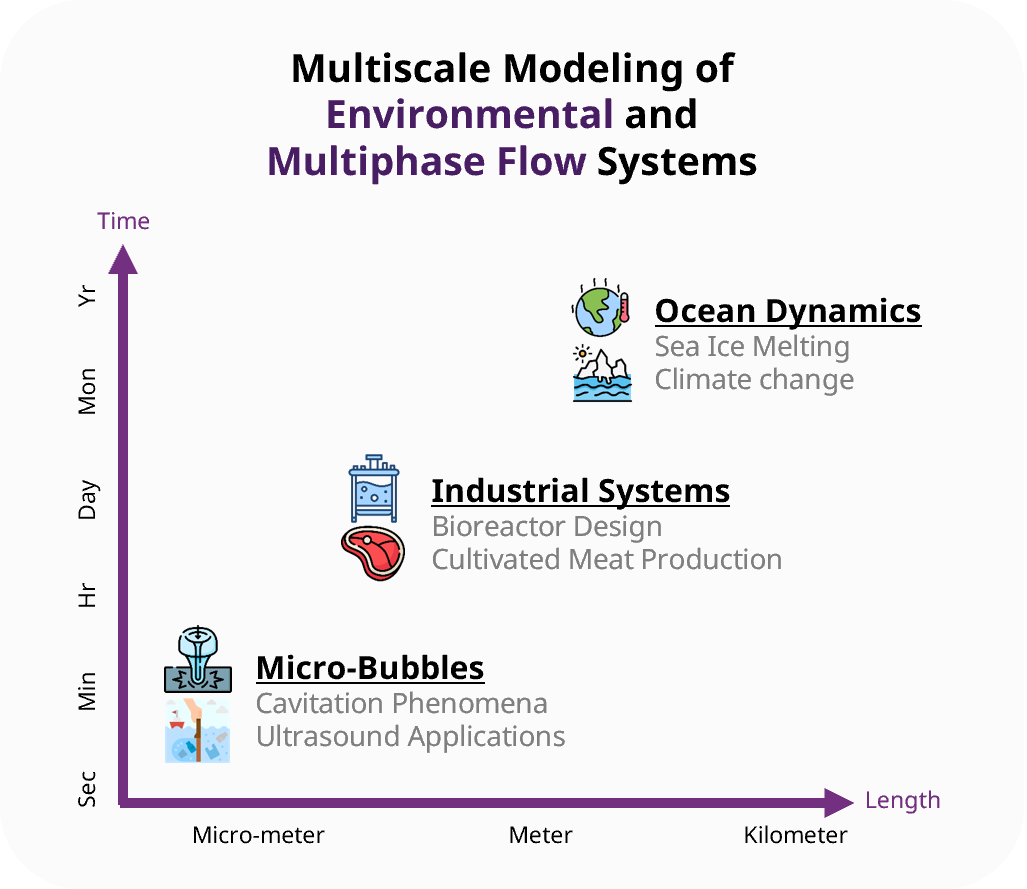 Multiscale Modeling of
Environmental and
Multiphase Flow Systems
Time
Yr
Mon
Day
Hr
Min
Sec
Ocean Dynamics
Sea Ice Melting
Climate change
Industrial Systems
Bioreactor Design
Cultivated Meat Production
Micro-Bubbles
Cavitation Phenomena
Ultrasound Applications
Length
Micro-meter
Meter
Kilometer